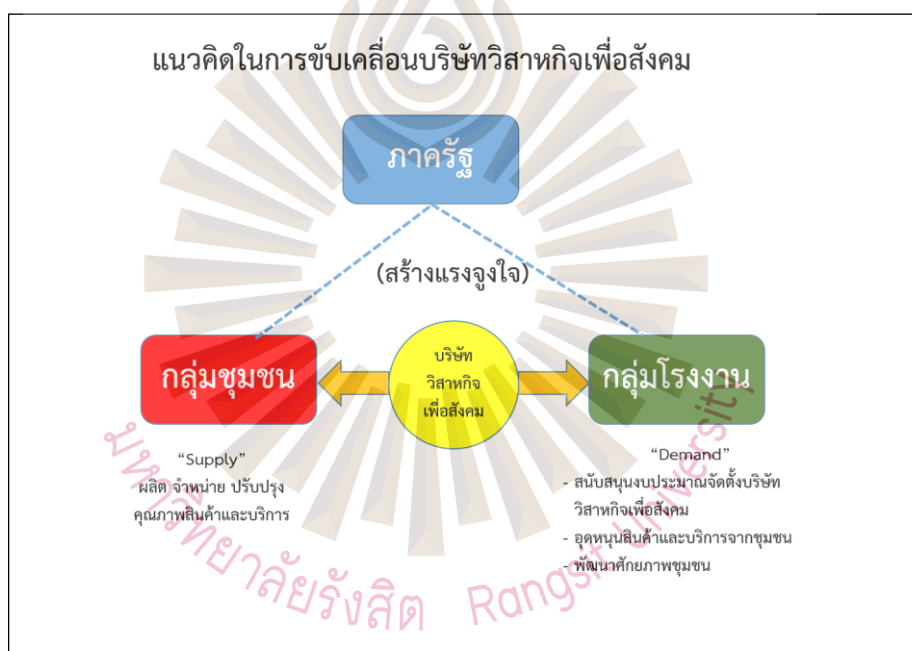 แนวคิดในการขับเคลื่อนบริษัทวิสาหกิจเพื่อสังคม
ภาครัฐ
(สร้างแรงจูงใจ)
กลุ่มชุมชน
บริษัท
วิสาหกิจ
เพื่อสังคม
กลุ่มโรงงาน
“Supply”
ผลิต จำหน่าย ปรับปรุง
คุณภาพสินค้าและบริการ
“Demand”
- สนับสนุนงบประมาณจัดตั้งบริษัท
วิสาหกิจเพื่อสังคม
- อุดหนุนสินค้าและบริการจากชุมชน
- พัฒนาศักยภาพชุมชน
มหาวิทยาลัยรังสิต Rangsit University